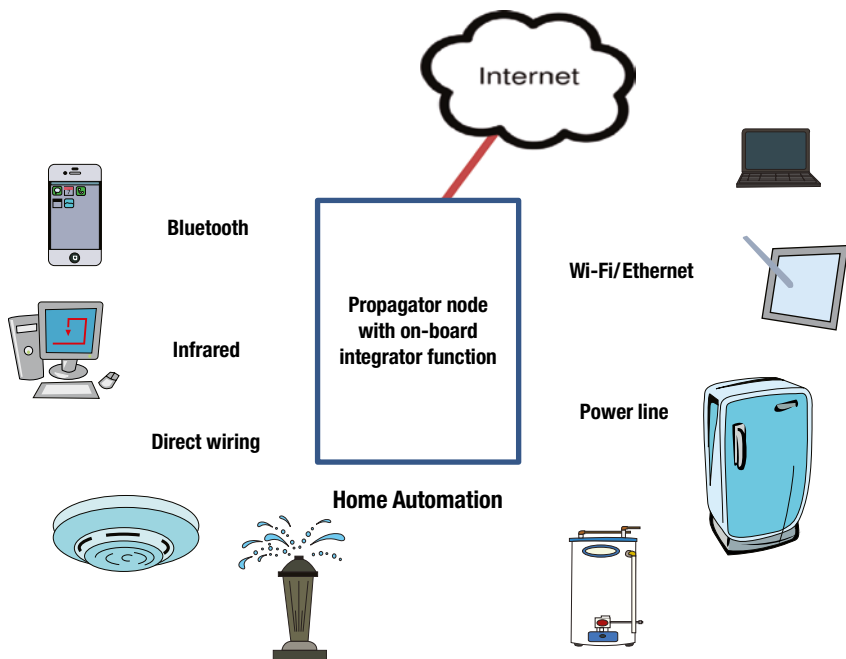 Internet
Bluetooth
Wi-Fi/Ethernet
Propagator node
with on-board
integrator function
Infrared
Power line
Direct wiring
Home Automation